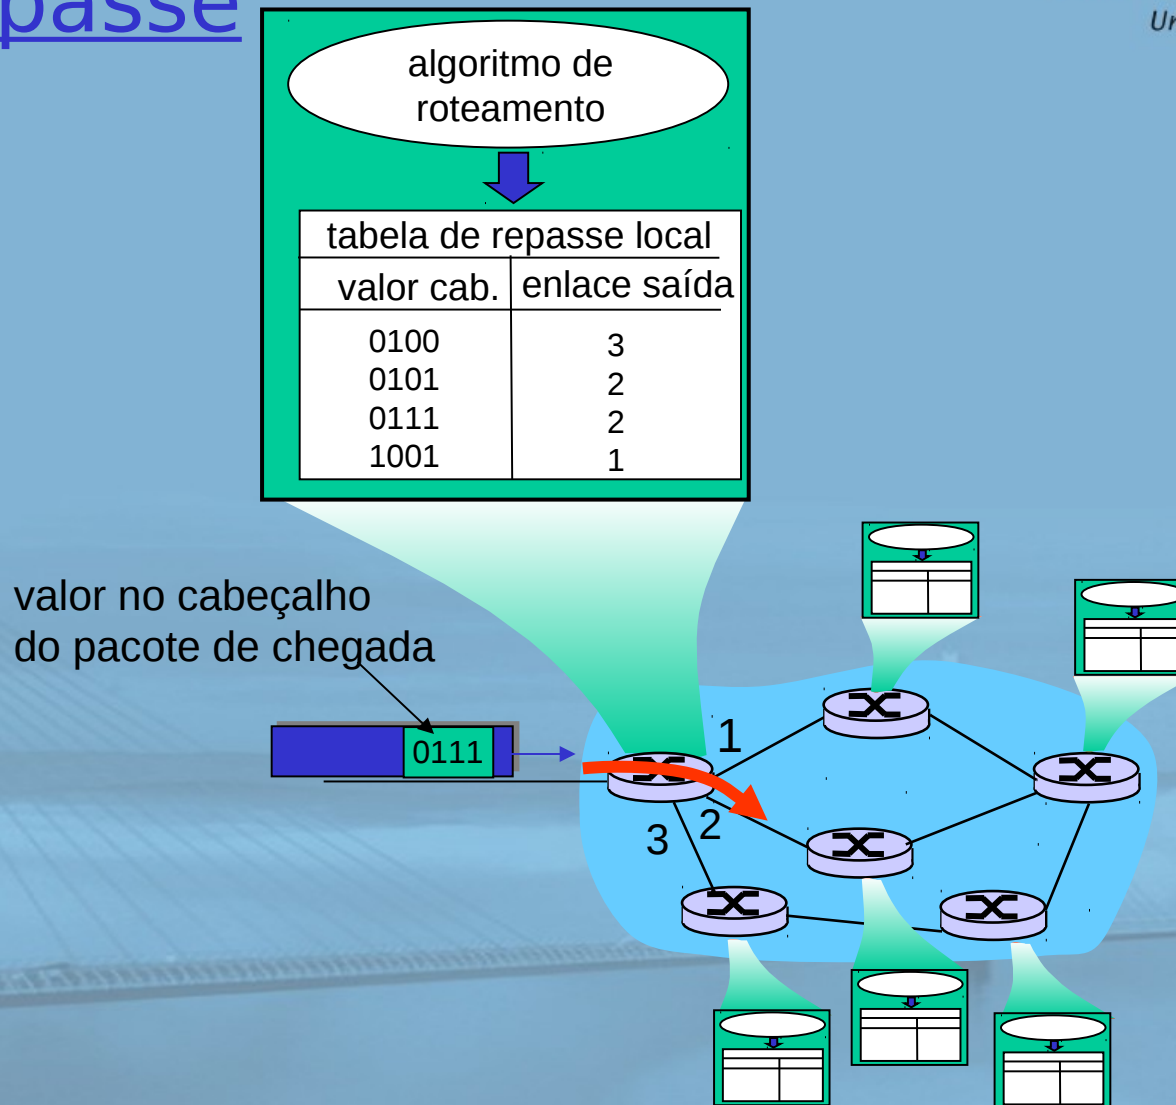 passe
Un
algoritmo de
roteamento
tabela de repasse local
valor cab. enlace saída
0100 3
0101 2
0111 2
1001 1
valor no cabeçalho
do pacote de chegada
0111
1
2
3